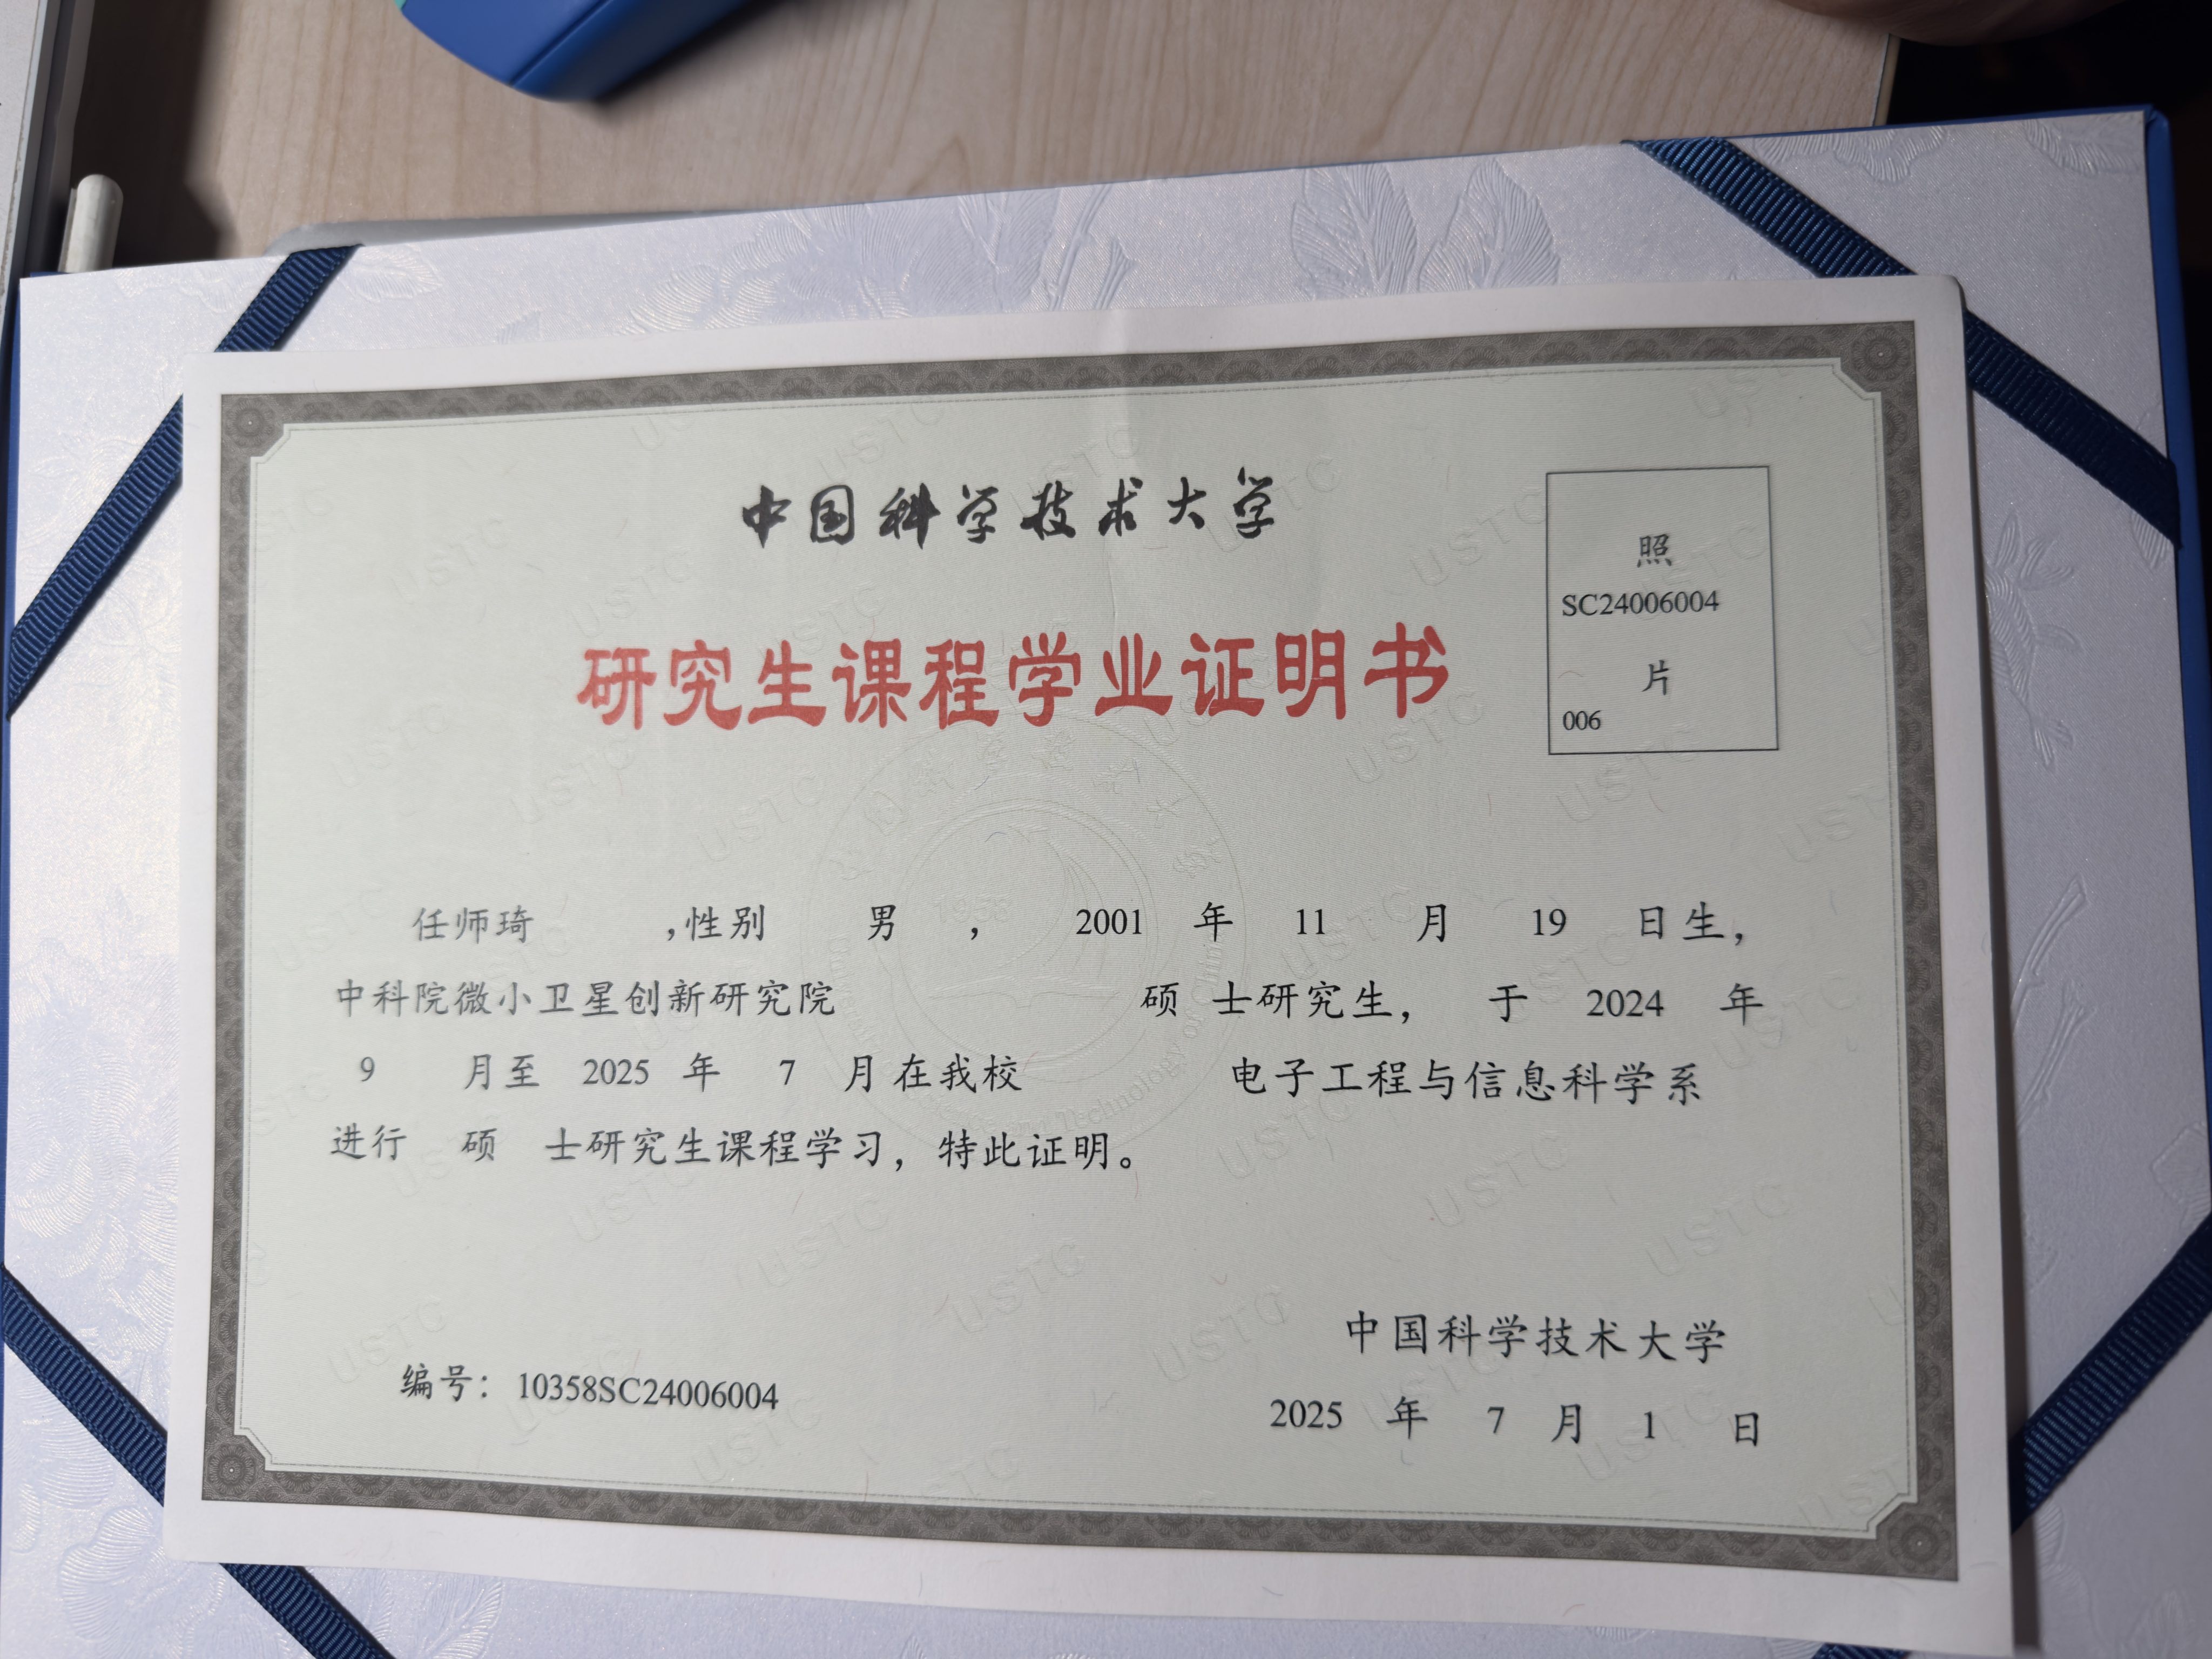 中国科学技术大学
研究生课程学业证明书
照
SC24006004
片
006
任师琦 ,性别 男 ， 2001 年 11 月 19 日生，
中科院微小卫星创新研究院 硕 士研究生， 于 2024 年
9 月至 2025 年 7 月在我校 电子工程与信息科学系
进行 硕 士研究生课程学习，特此证明。
编号：10358SC24006004
中国科学技术大学
2025 年 7 月 1 日
USTC